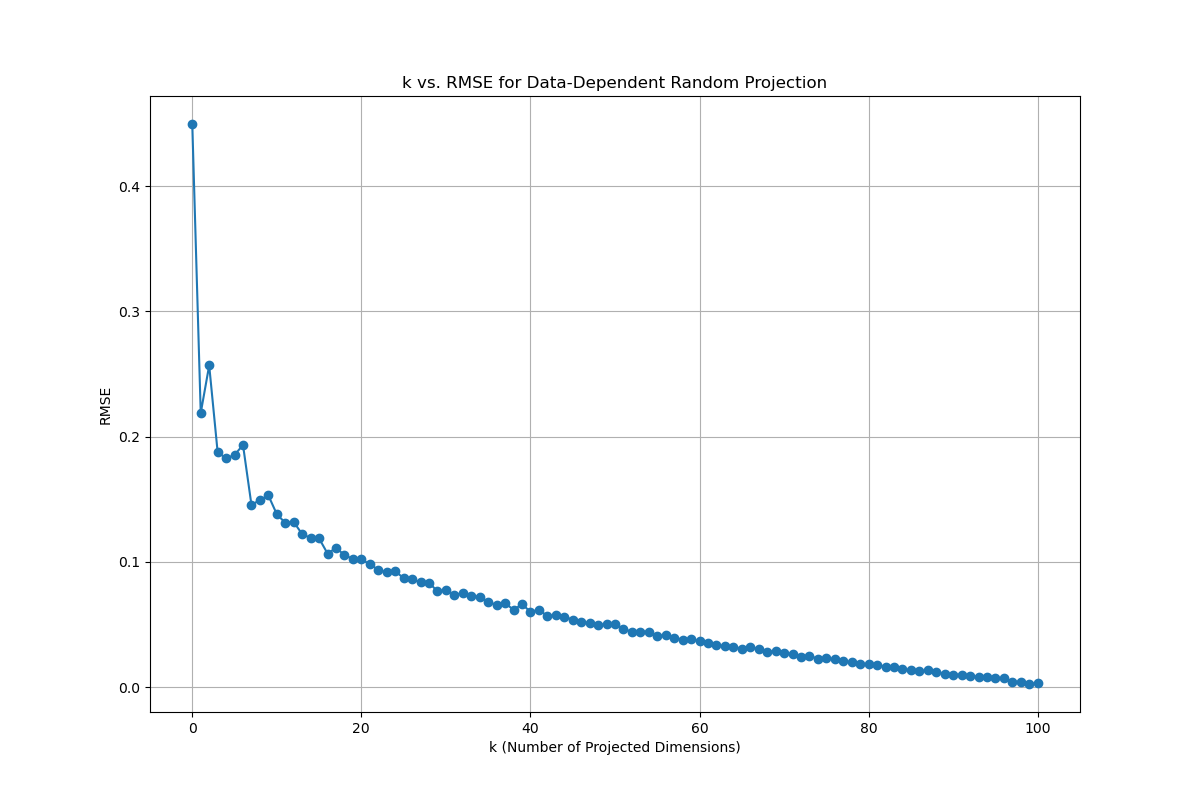 k vs. RMSE for Data-Dependent Random Projection
0.4
0.3
0.2
0.1
0.0
RMSE
0 20 40 60 80 100
k (Number of Projected Dimensions)